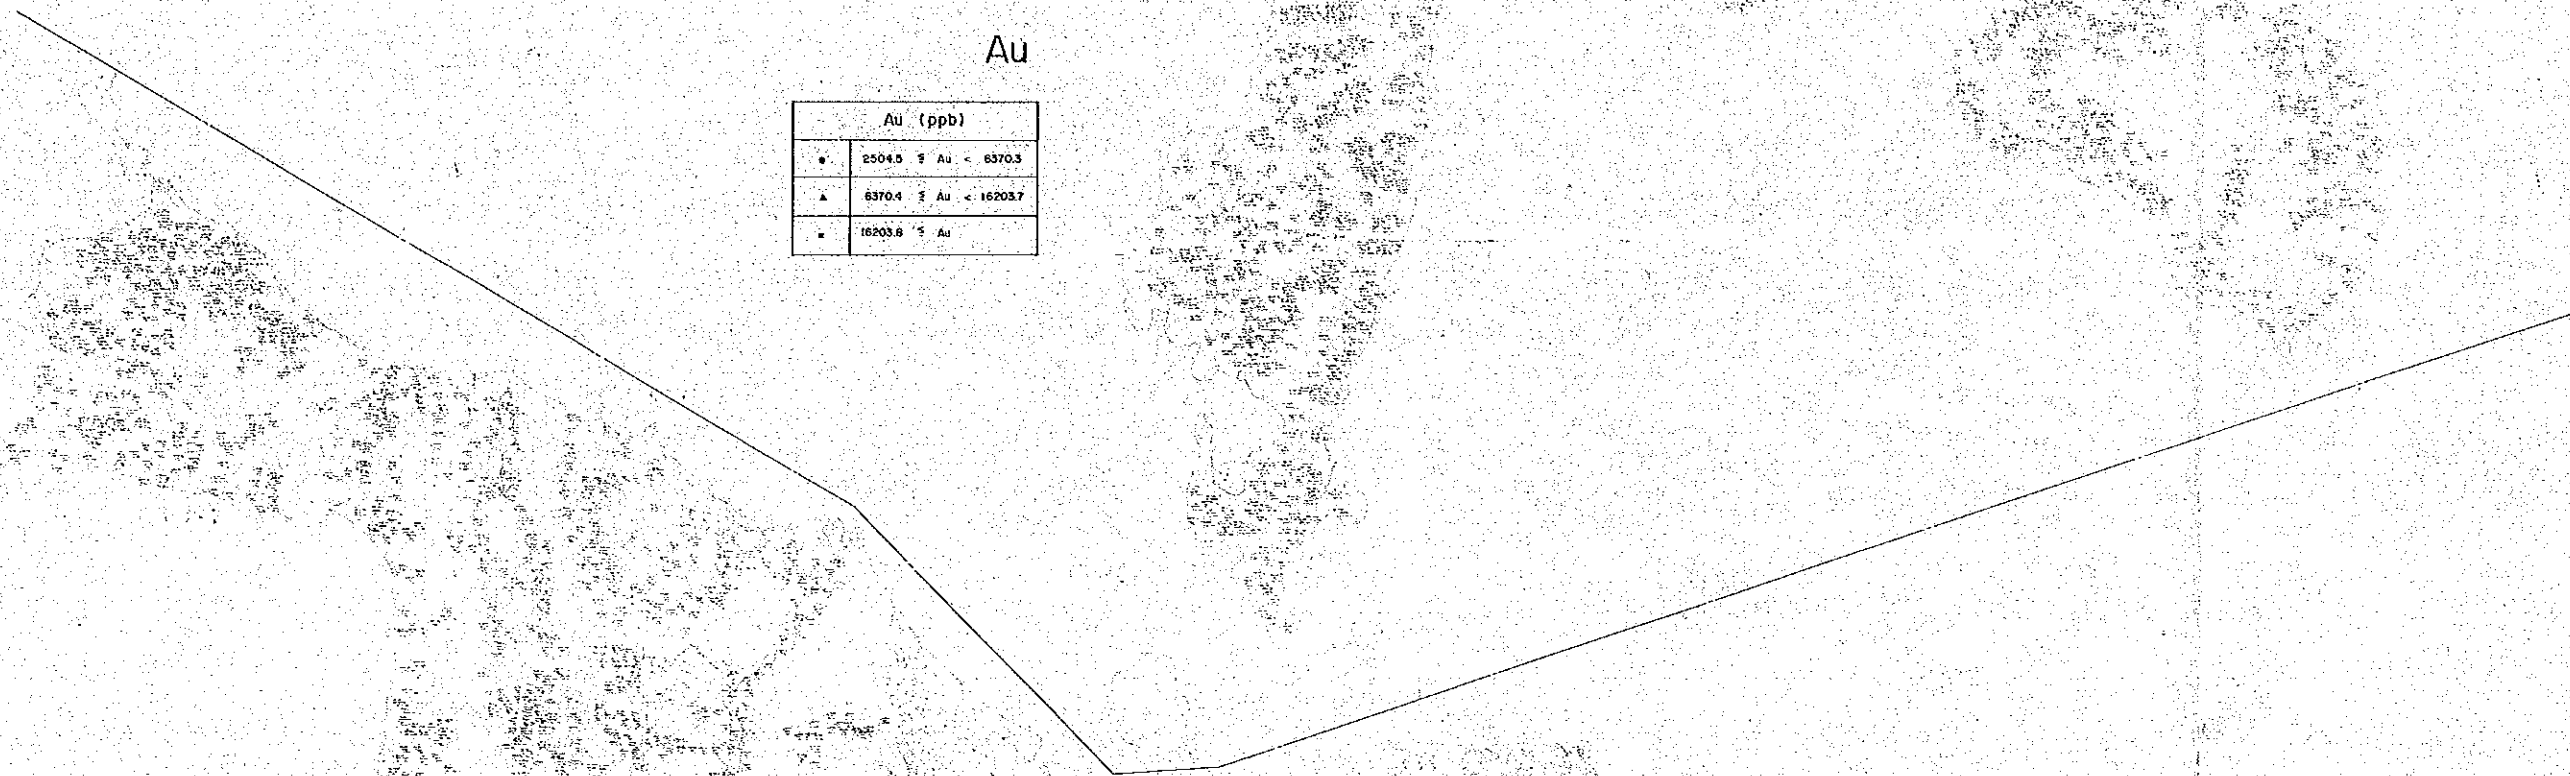 Au
Au (ppb)
● 2504.5 ≦ Au < 6370.3
▲ 6370.4 ≦ Au < 16203.7
■ 16203.8 ≦ Au